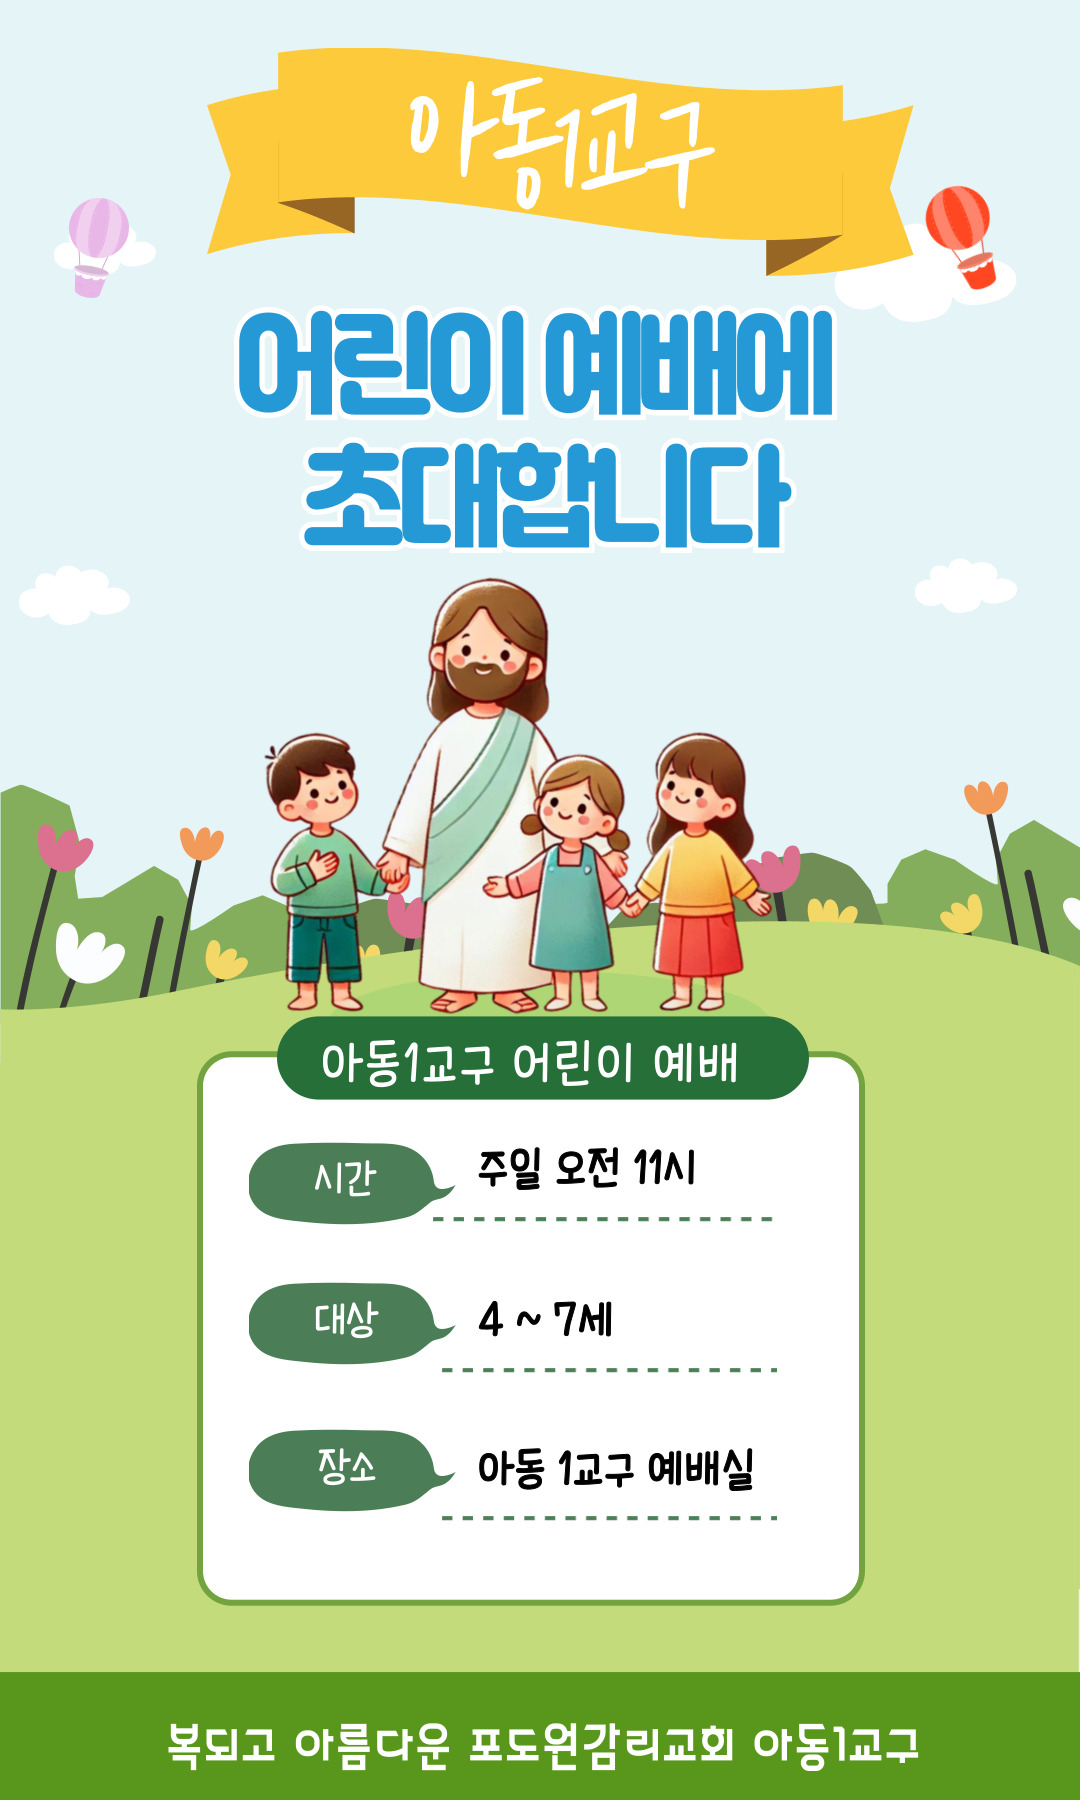 아동1교구
어린이 예배에
초대합니다
아동1교구 어린이 예배
시간
주일 오전 11시
대상
4 ~ 7세
장소
아동 1교구 예배실
복되고 아름다운 포도원감리교회 아동1교구